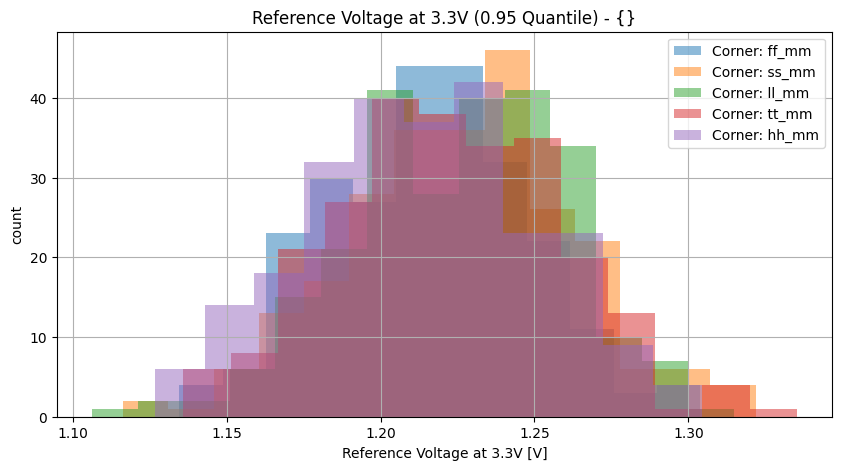 Reference Voltage at 3.3V (0.95 Quantile) - {}
Corner: ff_mm
Corner: ss_mm
Corner: ll_mm
Corner: tt_mm
Corner: hh_mm
40
30
20
10
0
count
1.10 1.15 1.20 1.25 1.30
Reference Voltage at 3.3V [V]